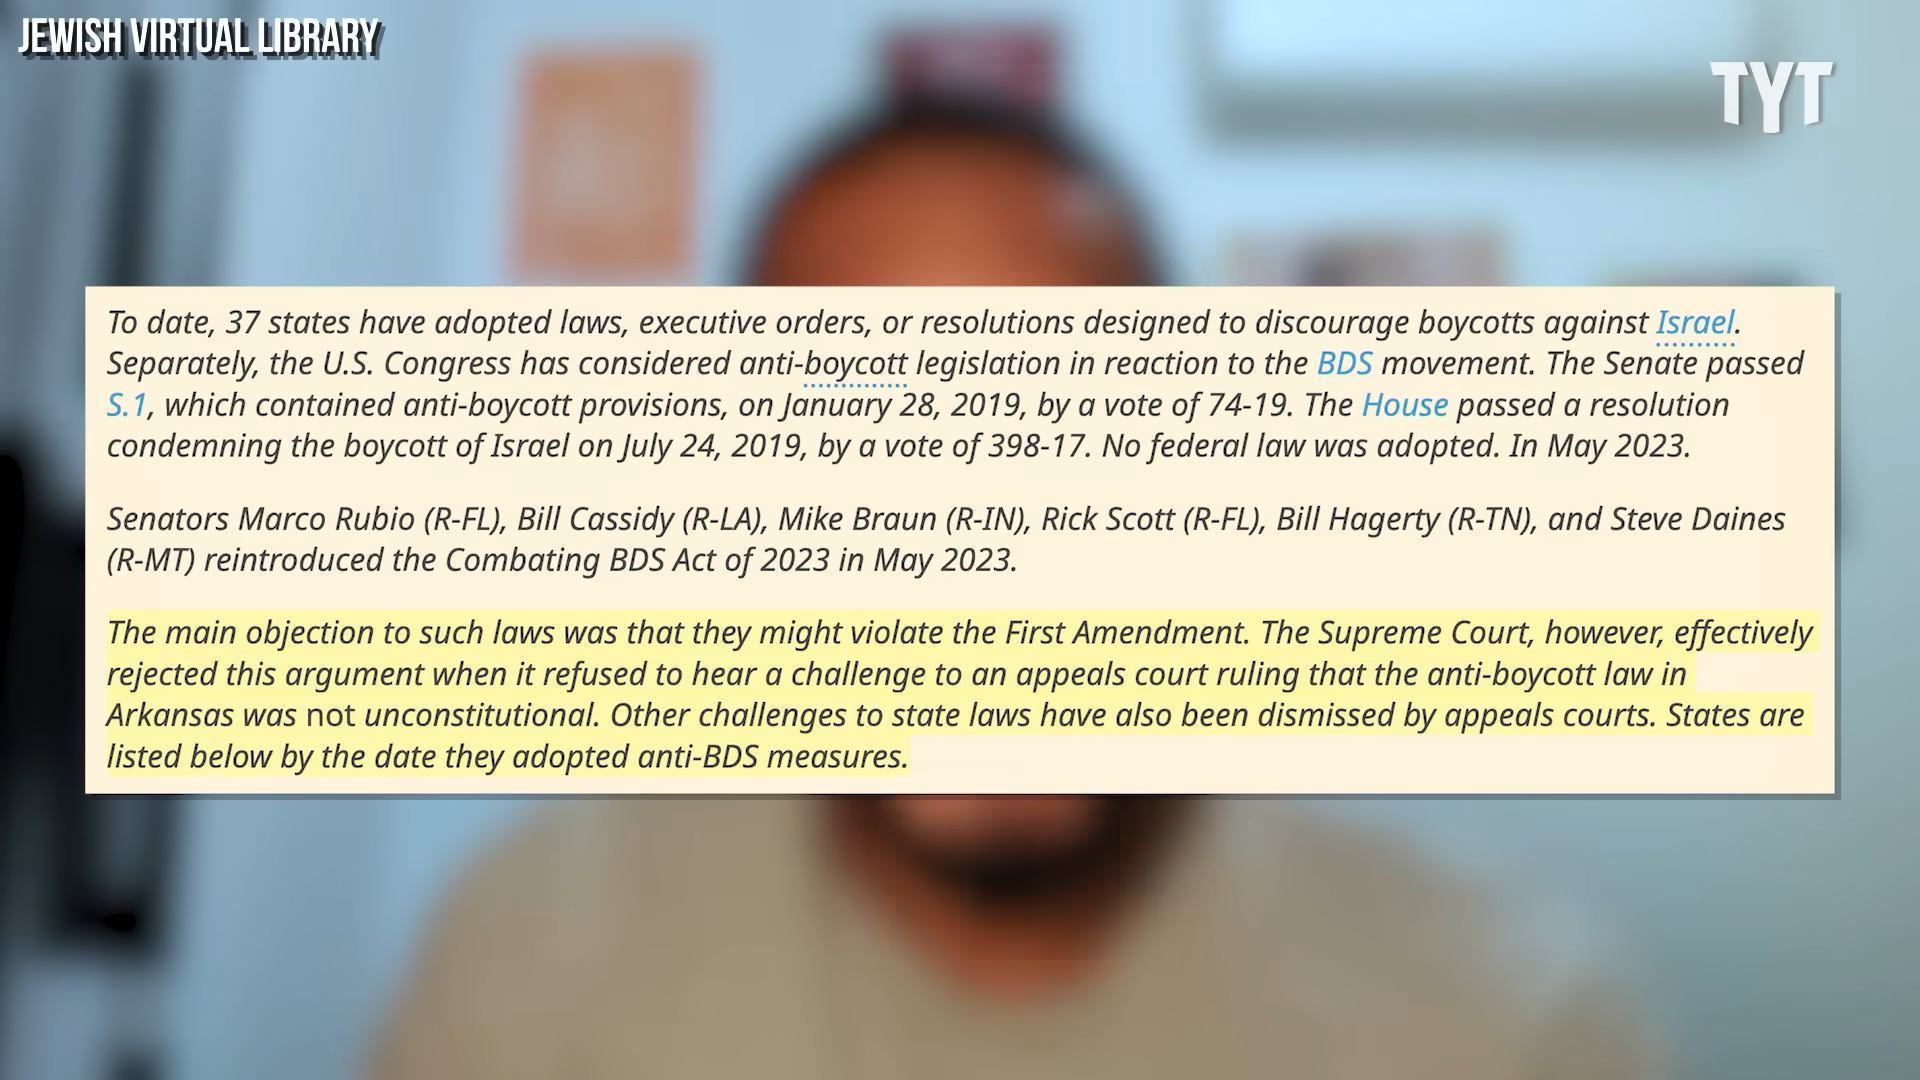 JEWISH VIRTUAL LIBRARY
TYT
To date, 37 states have adopted laws, executive orders, or resolutions designed to discourage boycotts against Israel.
Separately, the U.S. Congress has considered anti-boycott legislation in reaction to the BDS movement. The Senate passed
S.1, which contained anti-boycott provisions, on January 28, 2019, by a vote of 74-19. The House passed a resolution
condemning the boycott of Israel on July 24, 2019, by a vote of 398-17. No federal law was adopted. In May 2023.
Senators Marco Rubio (R-FL), Bill Cassidy (R-LA), Mike Braun (R-IN), Rick Scott (R-FL), Bill Hagerty (R-TN), and Steve Daines
(R-MT) reintroduced the Combating BDS Act of 2023 in May 2023.
The main objection to such laws was that they might violate the First Amendment. The Supreme Court, however, effectively
rejected this argument when it refused to hear a challenge to an appeals court ruling that the anti-boycott law in
Arkansas was not unconstitutional. Other challenges to state laws have also been dismissed by appeals courts. States are
listed below by the date they adopted anti-BDS measures.